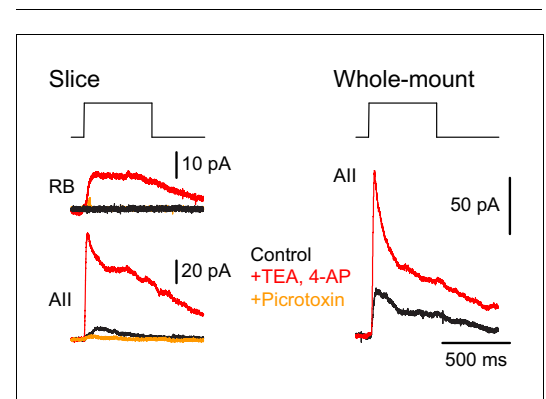 Slice
Whole-mount
10 pA
RB
AII
50 pA
Control
+TEA, 4-AP
20 pA
+Picrotoxin
AII
500 ms